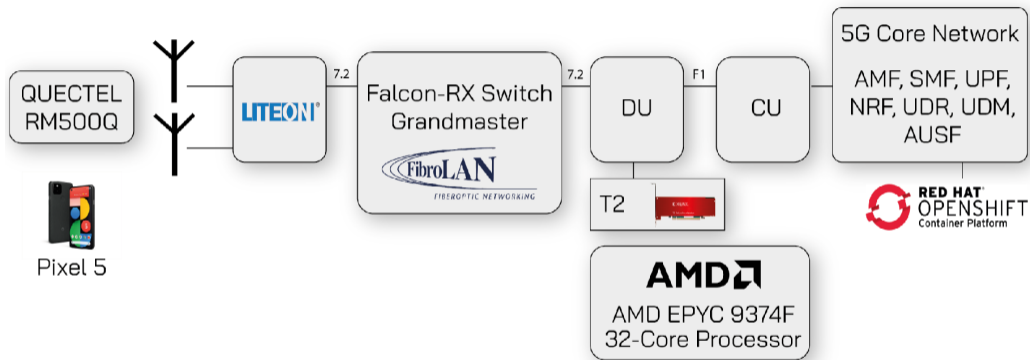 QUECTEL
RM500Q
Pixel 5
LITEON®
7.2
Falcon-RX Switch
Grandmaster
FibroLAN
FIBEROPTIC NETWORKING
7.2
DU
F1
CU
T2
AMD
AMD EPYC 9374F
32-Core Processor
5G Core Network
AMF, SMF, UPF,
NRF, UDR, UDM,
AUSF
RED HAT®
OPENSHIFT
Container Platform